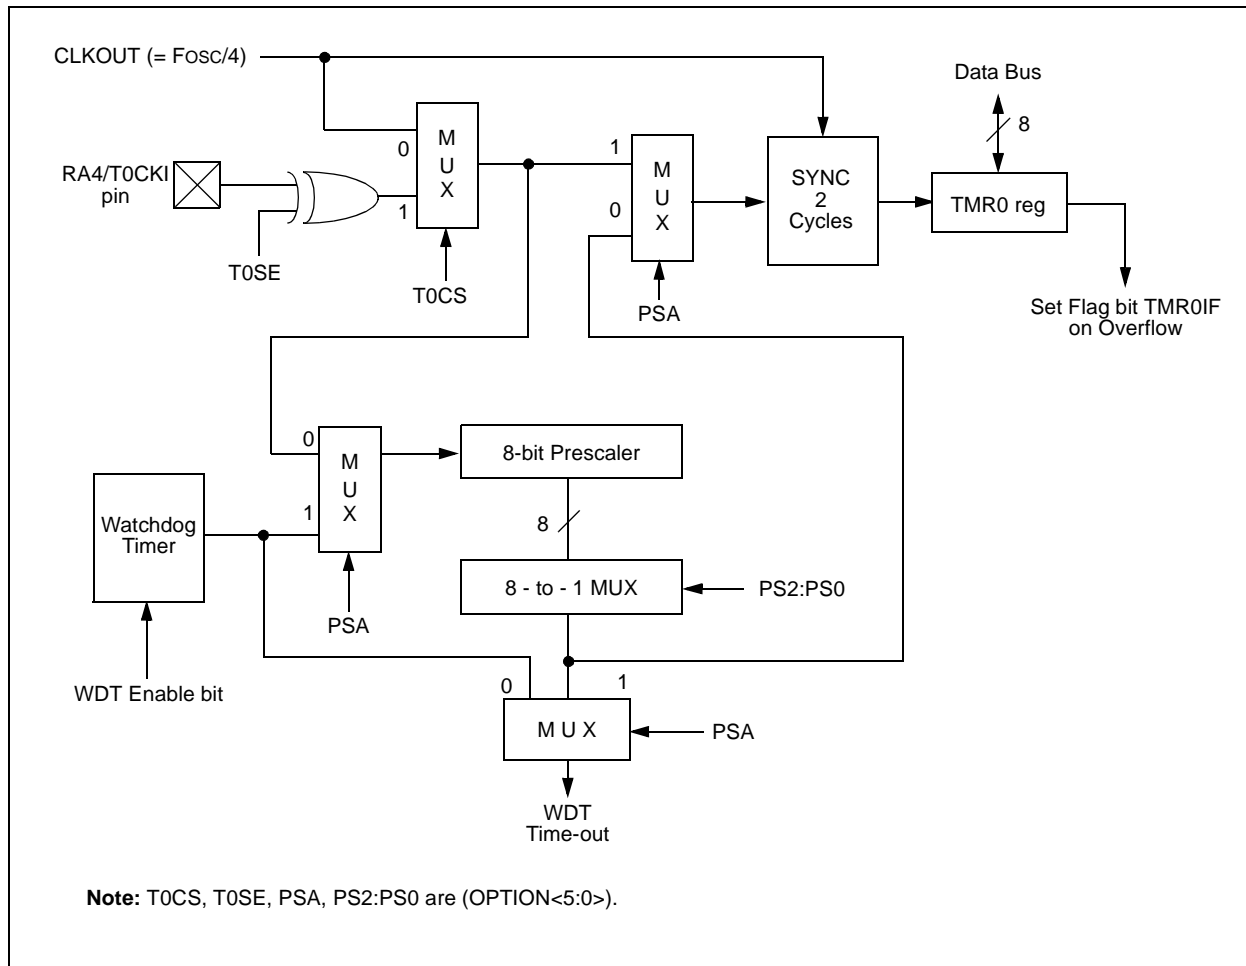 CLKOUT (= FOSC/4)
Data Bus
8
M
U
X
0
1
RA4/T0CKI
pin
T0SE
T0CS
1
0
M
U
X
PSA
SYNC
2
Cycles
TMR0 reg
Set Flag bit TMR0IF
on Overflow
0
1
M
U
X
PSA
8-bit Prescaler
8
Watchdog
Timer
8 - to - 1 MUX
PS2:PS0
WDT Enable bit
0
1
M U X
PSA
WDT
Time-out
Note: T0CS, T0SE, PSA, PS2:PS0 are (OPTION<5:0>).